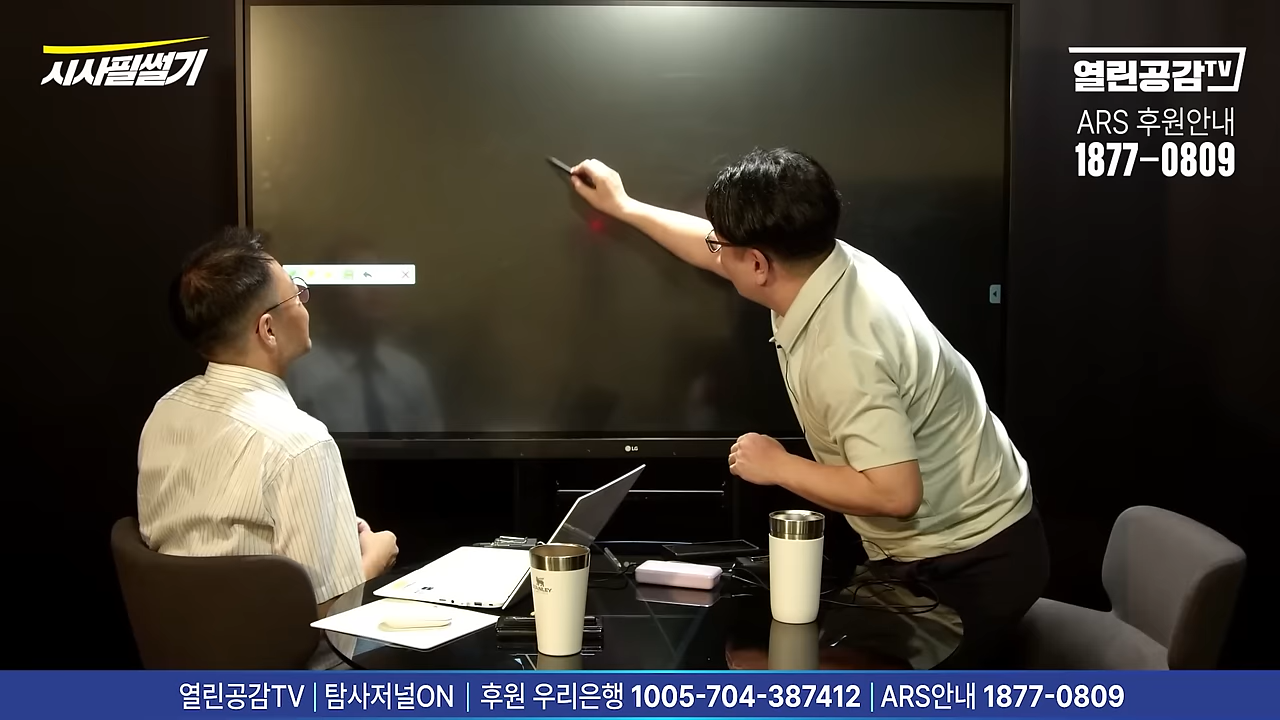 시사필썰기
열린공감TV
ARS 후원안내
1877-0809
LG
열린공감TV | 탐사저널ON | 후원 우리은행 1005-704-387412 | ARS안내 1877-0809